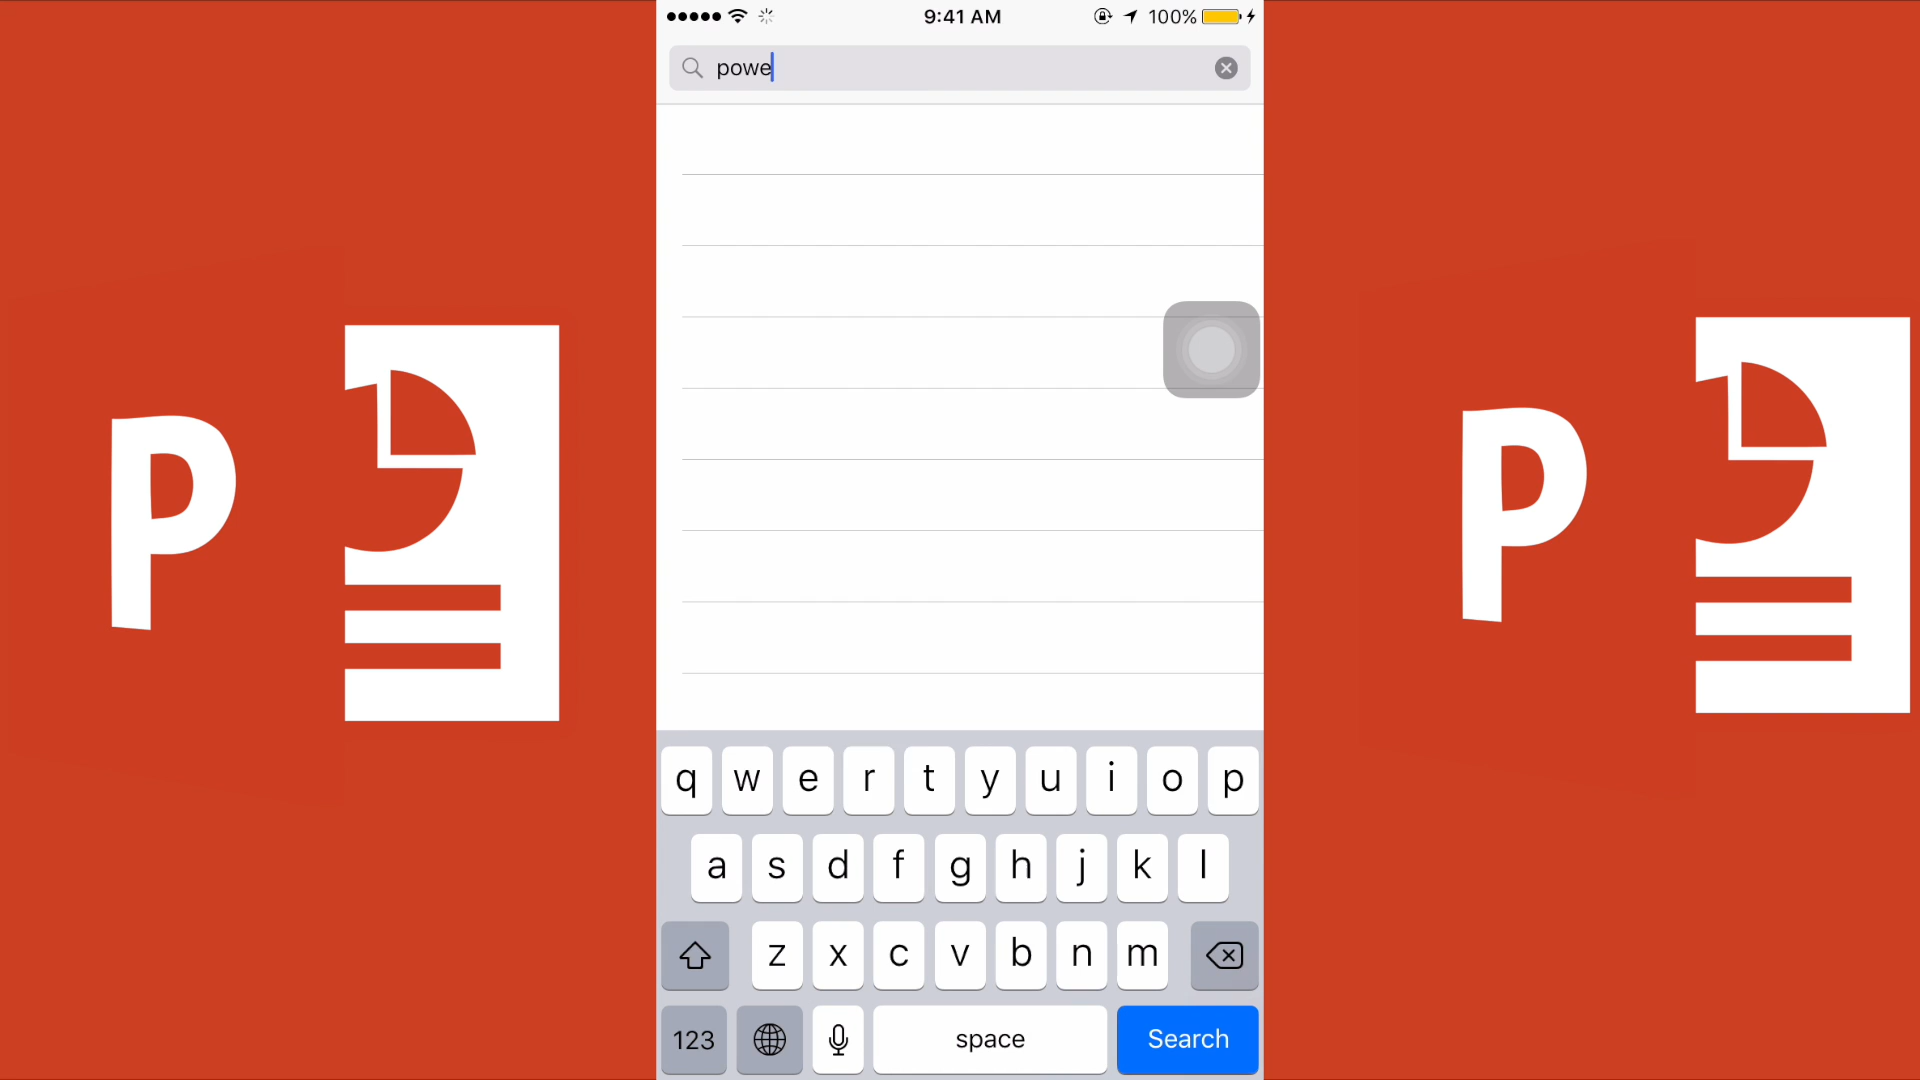 9:41 AM
100%
powe
q w e r t y u i o p
a s d f g h j k l
z x c v b n m
123 space Search
P
P